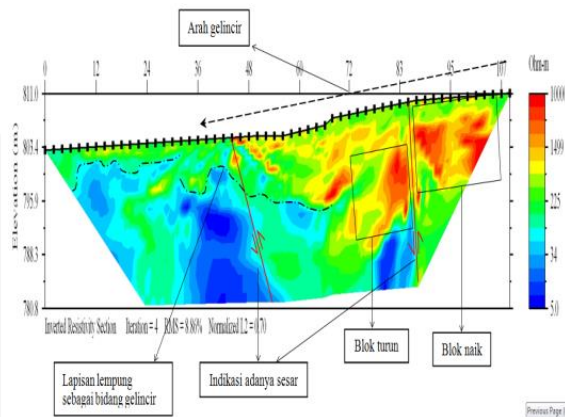 Arah gelincir
0 12 24 36 48 60 72 83 95 107
Ohm-m
811.0
803.4
795.9
788.3
780.8
Elevation (m)
10000
1499
225
34
5.0
Inverted Resistivity Section Iteration = 4 RMS = 8.86% Normalized L2 = 0.70
Lapisan lempung
sebagai bidang gelincir
Indikasi adanya sesar
Blok turun
Blok naik
Previous Page